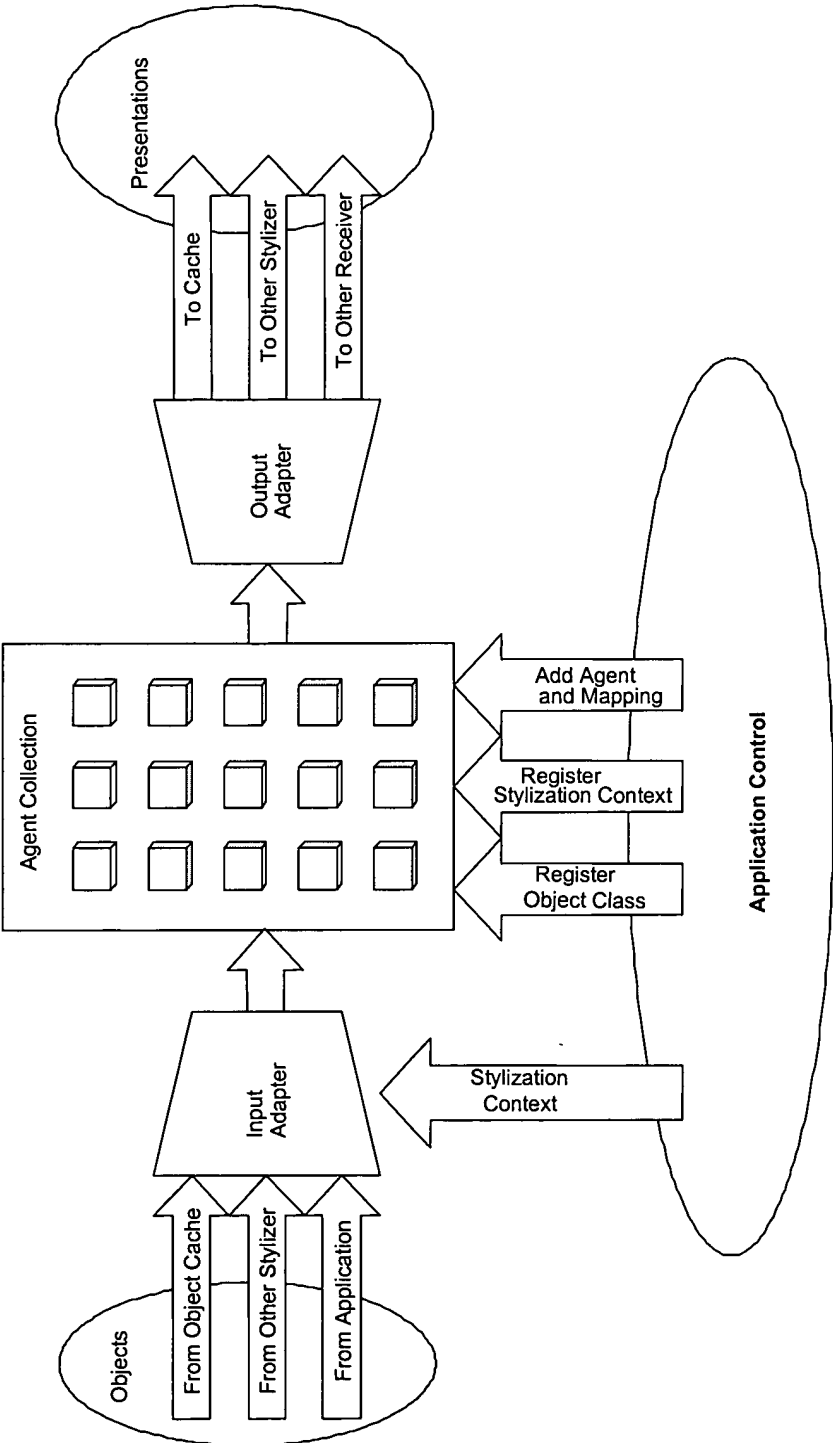 Objects
From Object Cache
From Other Stylizer
From Application
Input
Adapter
Agent Collection
Output
Adapter
To Cache
To Other Stylizer
To Other Receiver
Presentations
Stylization
Context
Register
Object Class
Register
Stylization Context
Add Agent
and Mapping
Application Control